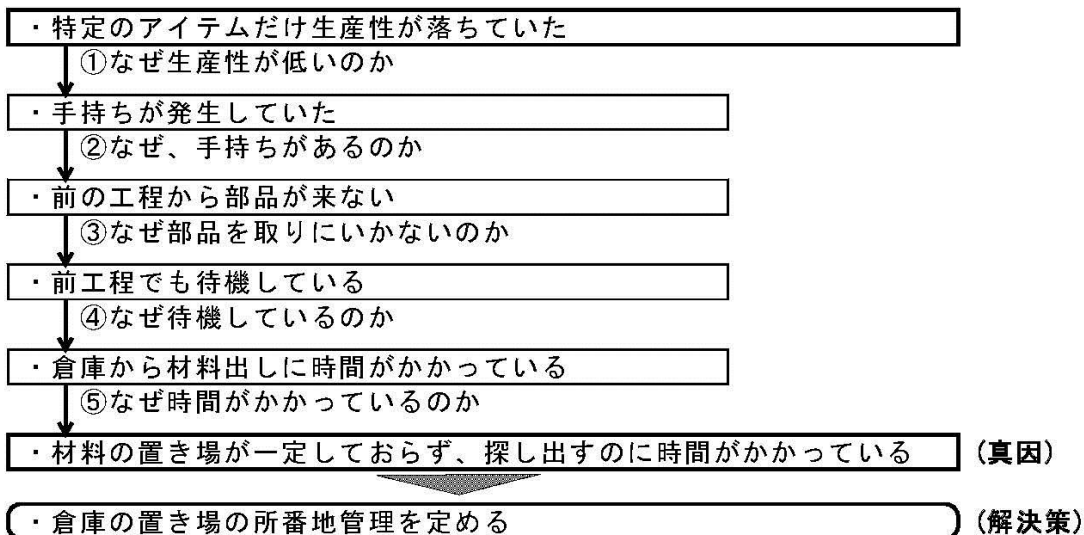 ・特定のアイテムだけ生産性が落ちていた
①なぜ生産性が低いのか
・手持ちが発生していた
②なぜ、手持ちがあるのか
・前の工程から部品が来ない
③なぜ部品を取りにいかないのか
・前工程でも待機している
④なぜ待機しているのか
・倉庫から材料出しに時間がかかっている
⑤なぜ時間がかかっているのか
・材料の置き場が一定しておらず、探し出すのに時間がかかっている (真因)
・倉庫の置き場の所番地管理を定める (解決策)